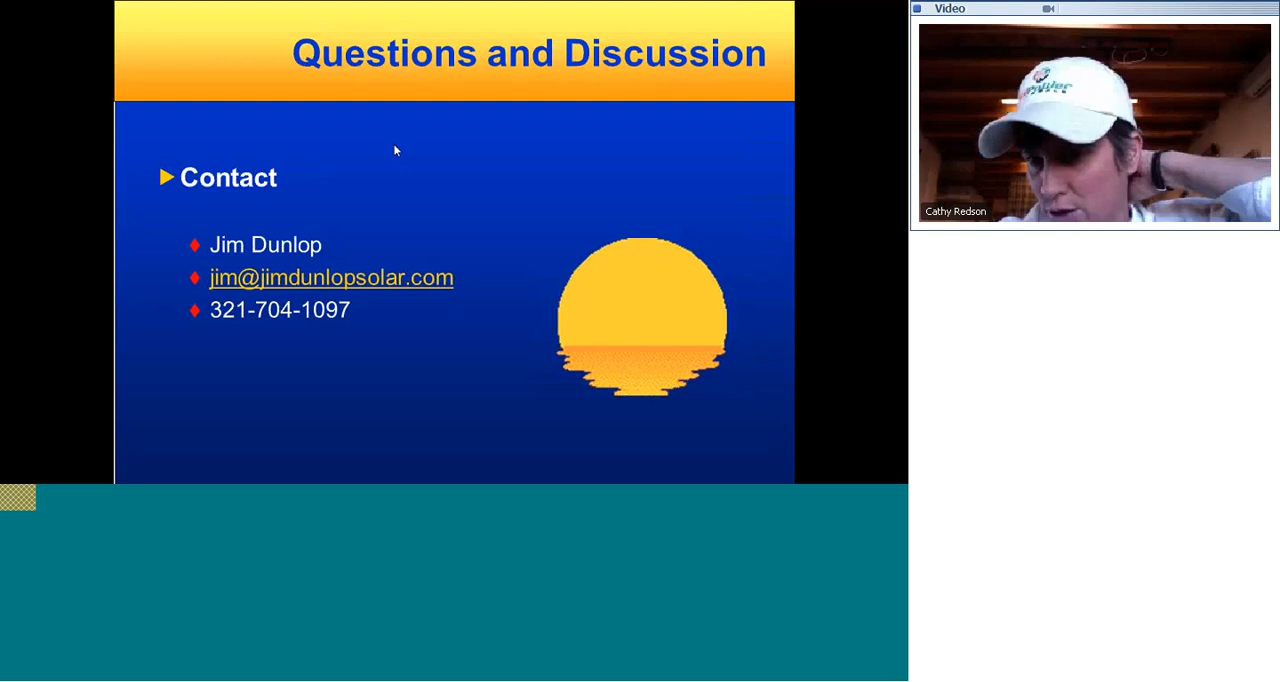 Questions and Discussion
Contact
Jim Dunlop
jim@jimdunlopsolar.com
321-704-1097
Video
Cathy Redson